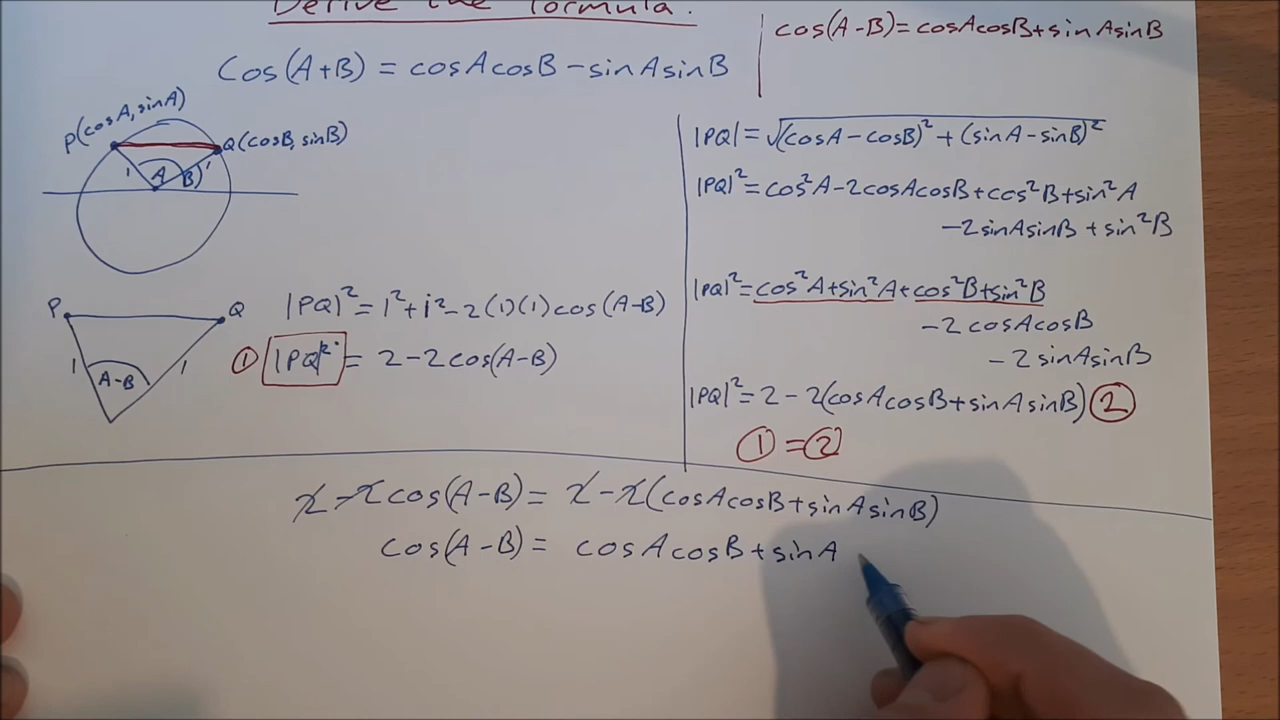 Derive the formula.
Cos(A+B) = cosAcosB-sinAsinB
cos(A-B)=cosAcosB+sinAsinB
P(cosA,sinA)
Q(cosB,sinB)
1 A B 1
P Q
1 A-B 1
|PQ|²=1²+1²-2(1)(1)cos(A-B)
① |PQ|²= 2-2cos(A-B)
|PQ|=√(cosA-cosB)²+(sinA-sinB)²
|PQ|²=cos²A-2cosAcosB+cos²B+sin²A
-2sinAsinB+sin²B
|PQ|²=cos²A+sin²A+cos²B+sin²B
-2cosAcosB
-2sinAsinB
|PQ|²=2-2(cosAcosB+sinAsinB) ②
①=②
2-2cos(A-B)=2-2(cosAcosB+sinAsinB)
cos(A-B)= cosAcosB+sinA